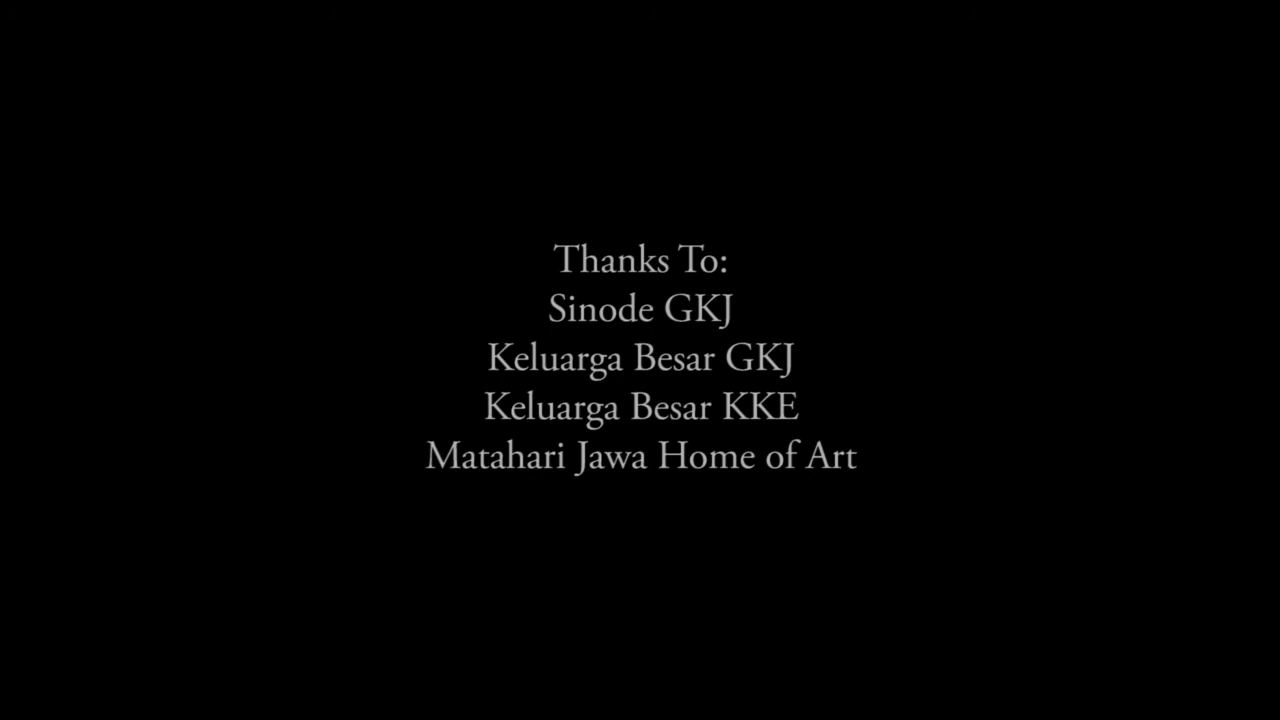 Thanks To:
Sinode GKJ
Keluarga Besar GKJ
Keluarga Besar KKE
Matahari Jawa Home of Art